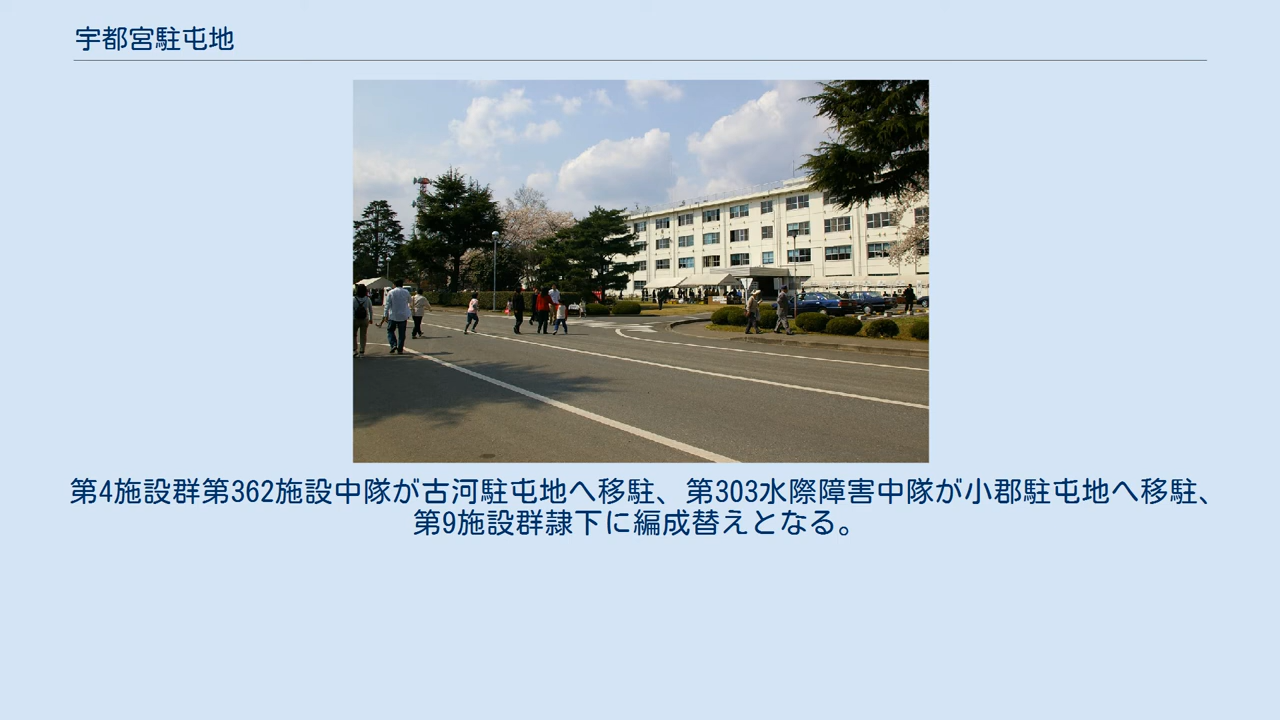 宇都宮駐屯地
第4施設群第362施設中隊が古河駐屯地へ移駐、第303水際障害中隊が小郡駐屯地へ移駐、
第9施設群隷下に編成替えとなる。